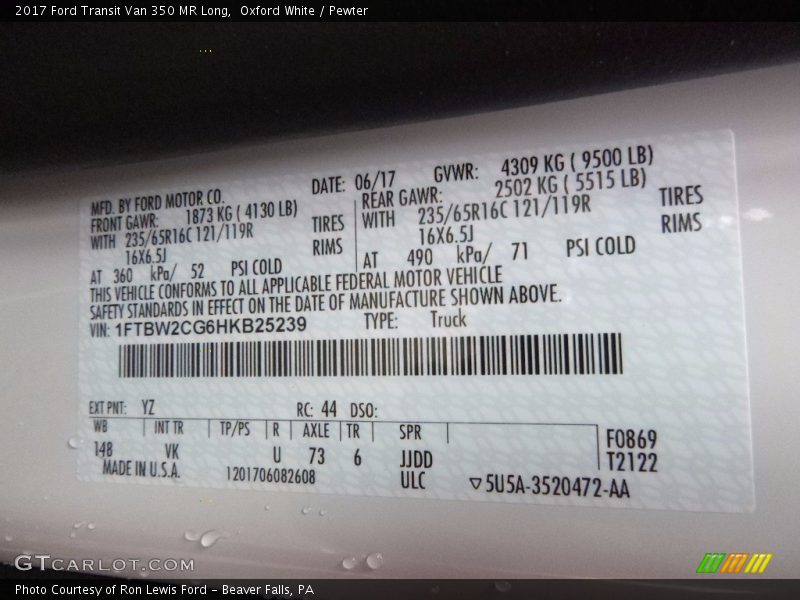 2017 Ford Transit Van 350 MR Long, Oxford White / Pewter
MFD. BY FORD MOTOR CO.
DATE: 06/17
GVWR: 4309 KG ( 9500 LB)
FRONT GAWR: 1873 KG ( 4130 LB)
REAR GAWR: 2502 KG ( 5515 LB)
WITH 235/65R16C 121/119R TIRES
WITH 235/65R16C 121/119R TIRES
16X6.5J RIMS
16X6.5J RIMS
AT 360 kPa/ 52 PSI COLD
AT 490 kPa/ 71 PSI COLD
THIS VEHICLE CONFORMS TO ALL APPLICABLE FEDERAL MOTOR VEHICLE
SAFETY STANDARDS IN EFFECT ON THE DATE OF MANUFACTURE SHOWN ABOVE.
VIN: 1FTBW2CG6HKB25239 TYPE: Truck
EXT PNT: YZ RC: 44 DSO:
WB INT TR TP/PS R AXLE TR SPR
148 VK U 73 6 JJDD
F0869
T2122
MADE IN U.S.A. 1201706082608 ULC ▽5U5A-3520472-AA
GTCARLOT.COM
Photo Courtesy of Ron Lewis Ford - Beaver Falls, PA